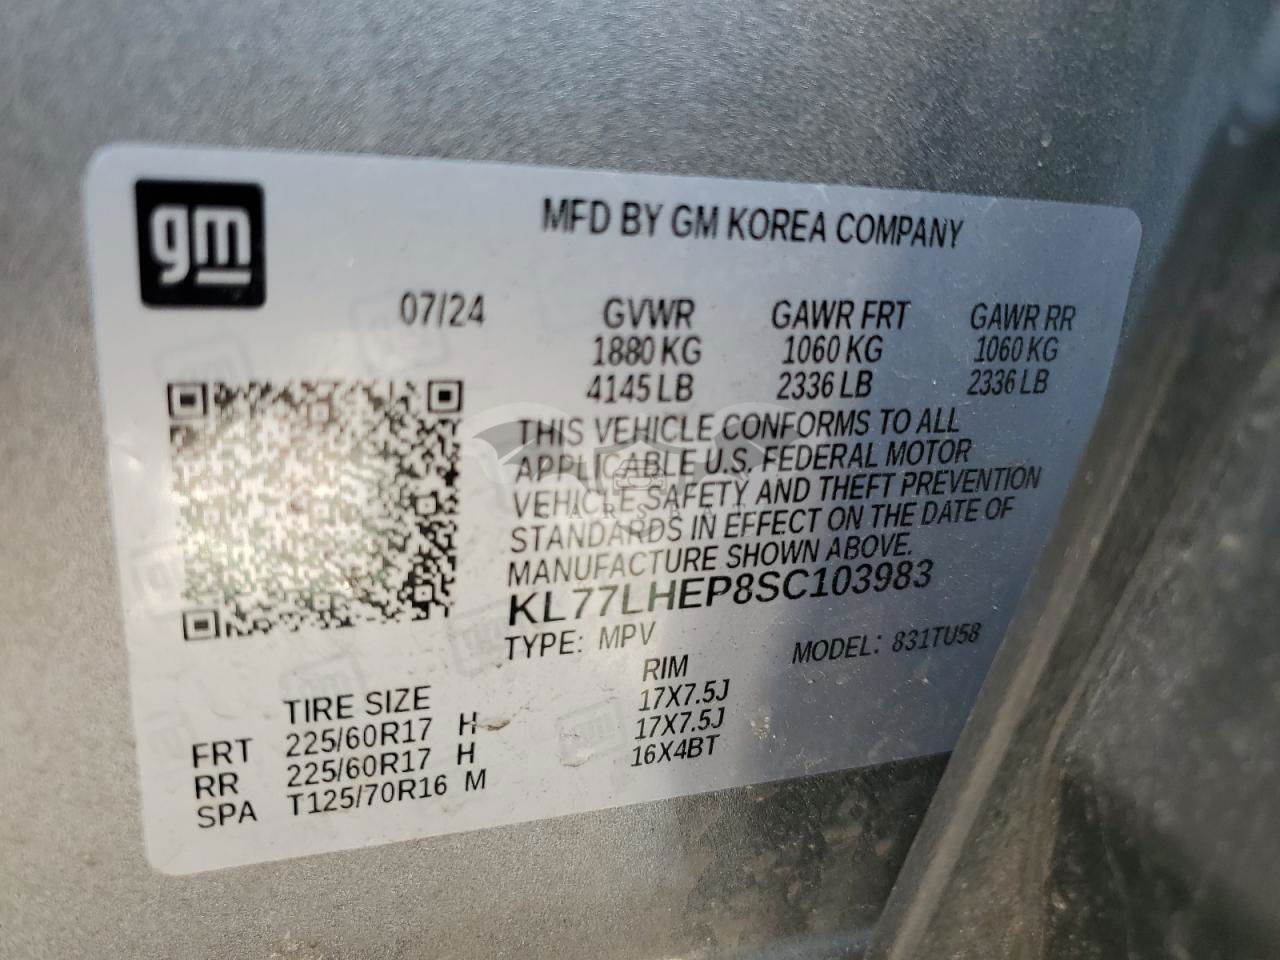 gm
MFD BY GM KOREA COMPANY
07/24 GVWR GAWR FRT GAWR RR
1880 KG 1060 KG 1060 KG
4145 LB 2336 LB 2336 LB
THIS VEHICLE CONFORMS TO ALL
APPLICABLE U.S. FEDERAL MOTOR
VEHICLE SAFETY AND THEFT PREVENTION
STANDARDS IN EFFECT ON THE DATE OF
MANUFACTURE SHOWN ABOVE.
KL77LHEP8SC103983
TYPE: MPV MODEL: 831TU58
TIRE SIZE RIM
FRT 225/60R17 H 17X7.5J
RR 225/60R17 H 17X7.5J
SPA T125/70R16 M 16X4BT